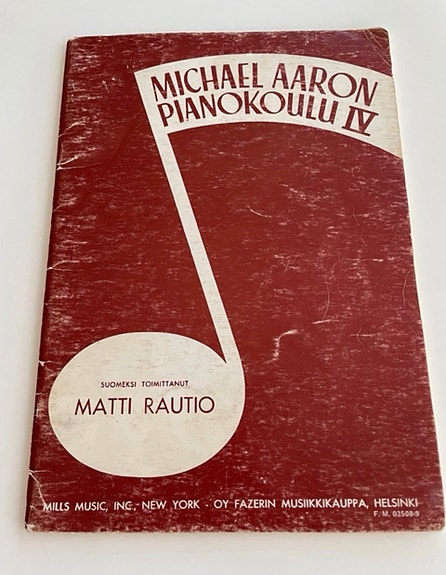 MICHAEL AARON
PIANOKOULU IV
SUOMEKSI TOIMITTANUT
MATTI RAUTIO
MILLS MUSIC, INC., NEW YORK - OY FAZERIN MUSIIKKIKAUPPA, HELSINKI
F. M. 03508-9